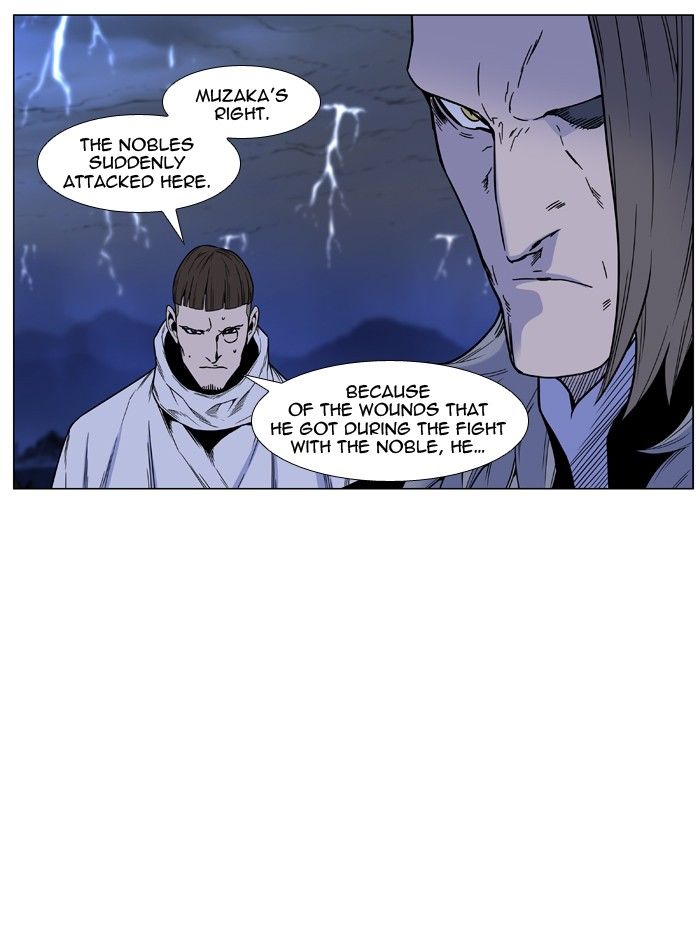 MUZAKA'S
RIGHT.
THE NOBLES
SUDDENLY
ATTACKED HERE.
BECAUSE
OF THE WOUNDS THAT
HE GOT DURING THE FIGHT
WITH THE NOBLE, HE...